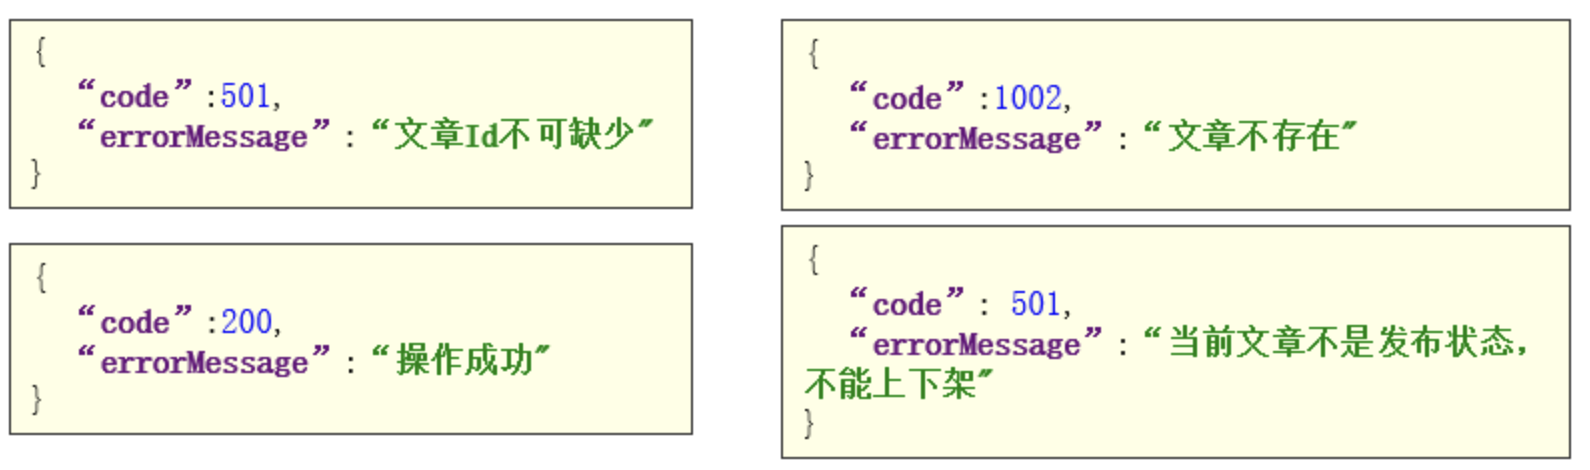 {
“code”:501,
“errorMessage”:“文章Id不可缺少”
}
{
“code”:1002,
“errorMessage”:“文章不存在”
}
{
“code”:200,
“errorMessage”:“操作成功”
}
{
“code”: 501,
“errorMessage”:“当前文章不是发布状态，
不能上下架”
}